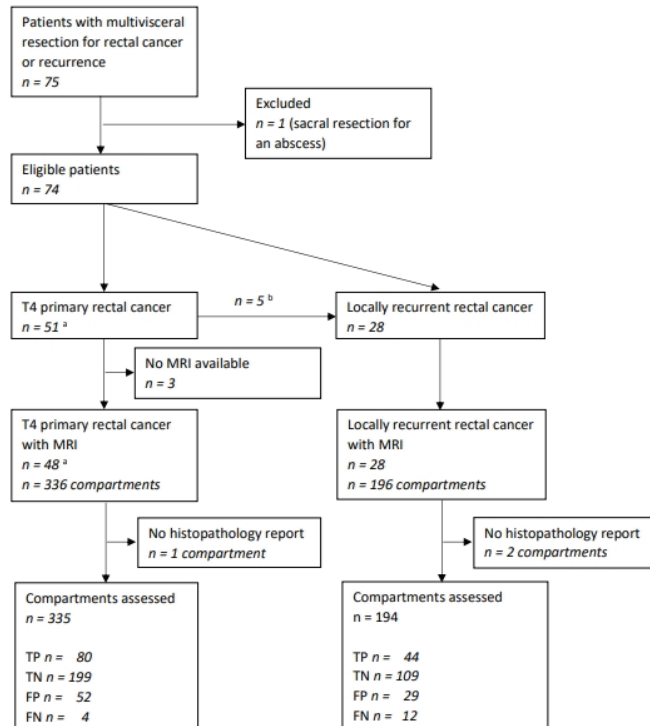 Patients with multivisceral
resection for rectal cancer
or recurrence
n = 75
Excluded
n = 1 (sacral resection for
an abscess)
Eligible patients
n = 74
T4 primary rectal cancer
n = 51 ᵃ
n = 5 ᵇ
Locally recurrent rectal cancer
n = 28
No MRI available
n = 3
T4 primary rectal cancer
with MRI
n = 48 ᵃ
n = 336 compartments
Locally recurrent rectal cancer
with MRI
n = 28
n = 196 compartments
No histopathology report
n = 1 compartment
No histopathology report
n = 2 compartments
Compartments assessed
n = 335
TP n = 80
TN n = 199
FP n = 52
FN n = 4
Compartments assessed
n = 194
TP n = 44
TN n = 109
FP n = 29
FN n = 12